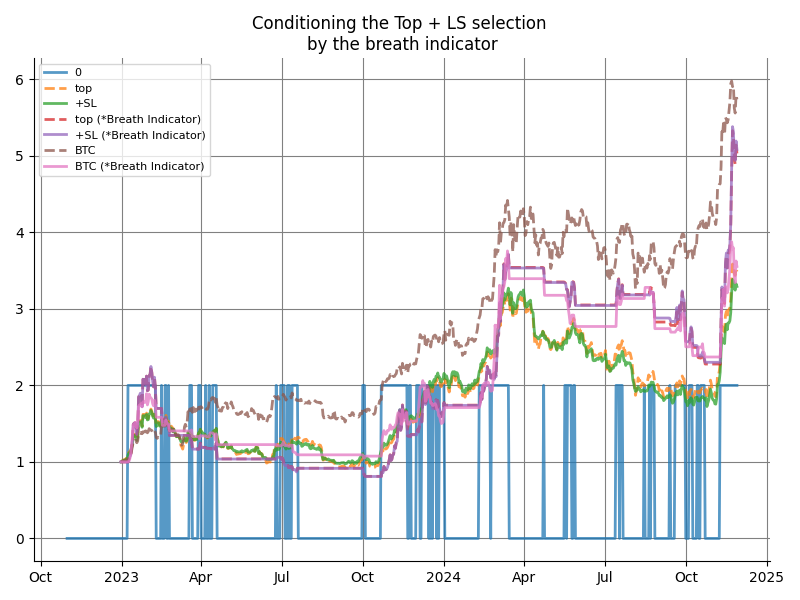 Conditioning the Top + LS selection
by the breath indicator
0
top
+SL
top (*Breath Indicator)
+SL (*Breath Indicator)
BTC
BTC (*Breath Indicator)
6
5
4
3
2
1
0
Oct
2023
Apr
Jul
Oct
2024
Apr
Jul
Oct
2025